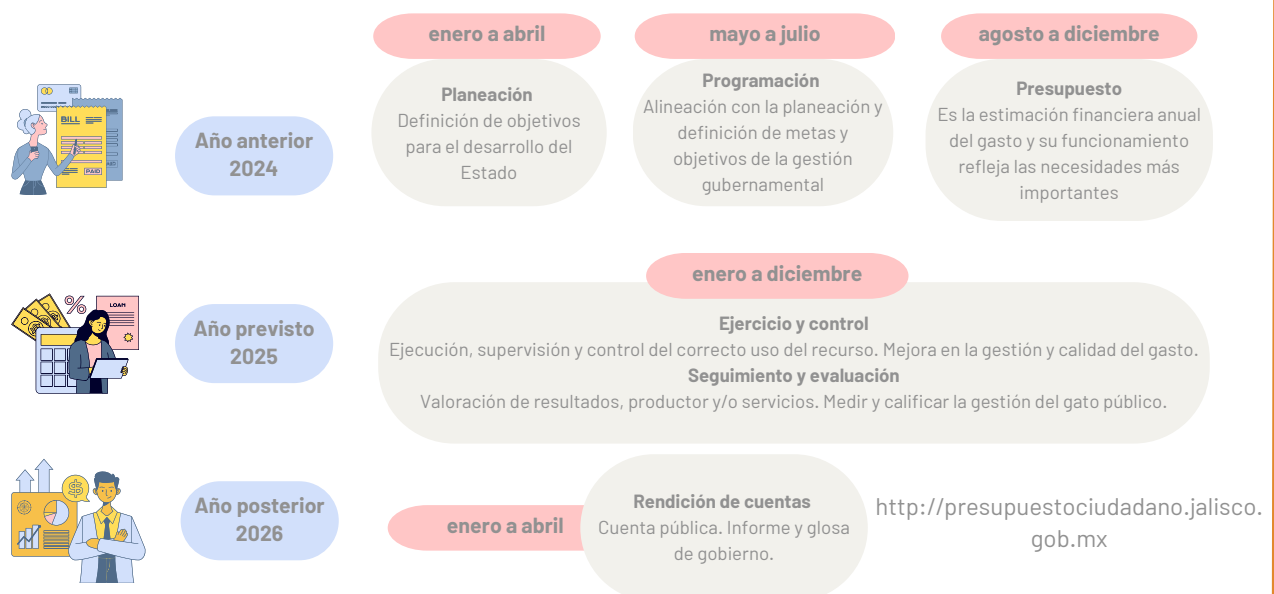 enero a abril
mayo a julio
agosto a diciembre
Año anterior
2024
Planeación
Definición de objetivos
para el desarrollo del
Estado
Programación
Alineación con la planeación y
definición de metas y
objetivos de la gestión
gubernamental
Presupuesto
Es la estimación financiera anual
del gasto y su funcionamiento
refleja las necesidades más
importantes
BILL
PAID
PAID
enero a diciembre
Año previsto
2025
Ejercicio y control
Ejecución, supervisión y control del correcto uso del recurso. Mejora en la gestión y calidad del gasto.
Seguimiento y evaluación
Valoración de resultados, productor y/o servicios. Medir y calificar la gestión del gato público.
%
LOAN
Año posterior
2026
enero a abril
Rendición de cuentas
Cuenta pública. Informe y glosa
de gobierno.
http://presupuestociudadano.jalisco.
gob.mx
$